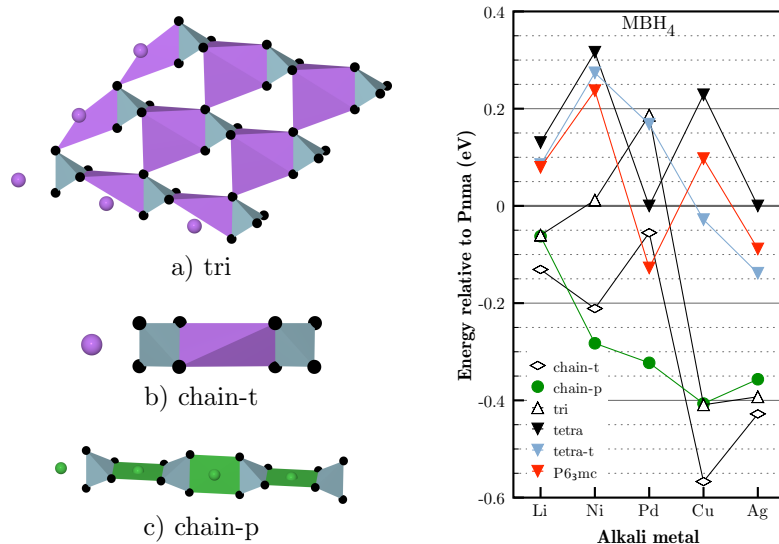 a) tri
b) chain-t
c) chain-p
MBH₄
Energy relative to Pnma (eV)
0.4
0.2
0
-0.2
-0.4
-0.6
chain-t
chain-p
tri
tetra
tetra-t
P6₃mc
Li Ni Pd Cu Ag
Alkali metal